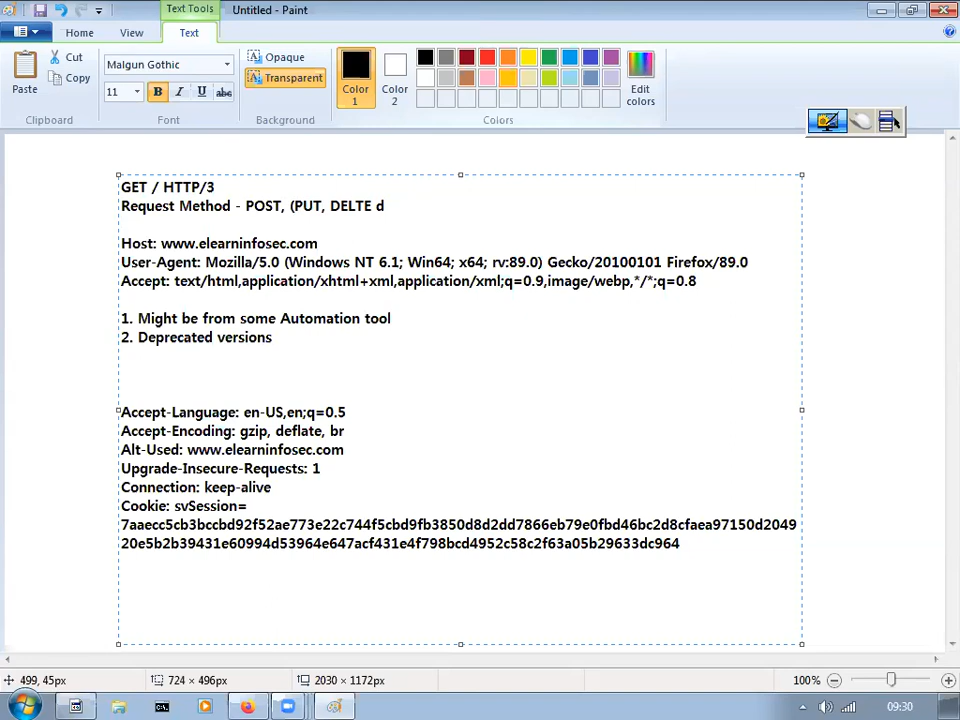 Text Tools
Untitled - Paint
Home
View
Text
Paste
Cut
Copy
Clipboard
Malgun Gothic
11
B I U abc
Font
Opaque
Transparent
Background
Color 1
Color 2
Edit colors
Colors
GET / HTTP/3
Request Method - POST, (PUT, DELTE d
Host: www.elearninfosec.com
User-Agent: Mozilla/5.0 (Windows NT 6.1; Win64; x64; rv:89.0) Gecko/20100101 Firefox/89.0
Accept: text/html,application/xhtml+xml,application/xml;q=0.9,image/webp,*/*;q=0.8
1. Might be from some Automation tool
2. Deprecated versions
Accept-Language: en-US,en;q=0.5
Accept-Encoding: gzip, deflate, br
Alt-Used: www.elearninfosec.com
Upgrade-Insecure-Requests: 1
Connection: keep-alive
Cookie: svSession=
7aaecc5cb3bccbd92f52ae773e22c744f5cbd9fb3850d8d2dd7866eb79e0fbd46bc2d8cfaea97150d2049
20e5b2b39431e60994d53964e647acf431e4f798bcd4952c58c2f63a05b29633dc964
499, 45px
724 × 496px
2030 × 1172px
100%
09:30